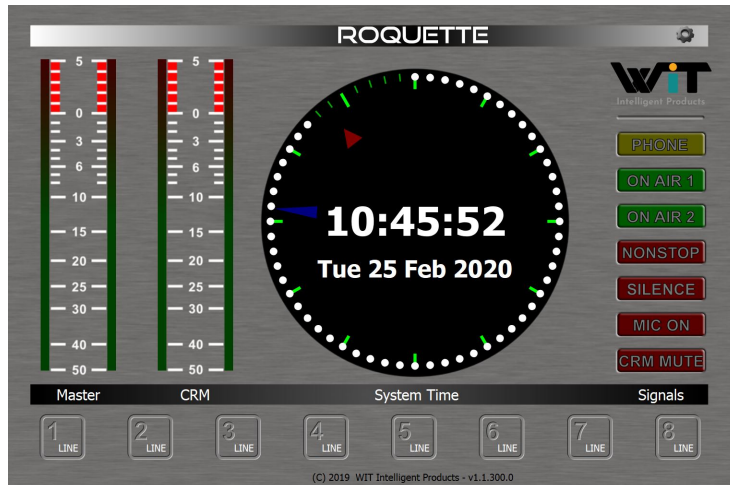 ROQUETTE
5 5
0 0
3 3
6 6
10 10
15 15
20 20
25 25
30 30
40 40
50 50
10:45:52
Tue 25 Feb 2020
WiT
Intelligent Products
PHONE
ON AIR 1
ON AIR 2
NONSTOP
SILENCE
MIC ON
CRM MUTE
Master CRM System Time Signals
1 LINE 2 LINE 3 LINE 4 LINE 5 LINE 6 LINE 7 LINE 8 LINE
(C) 2019 WIT Intelligent Products - v1.1.300.0